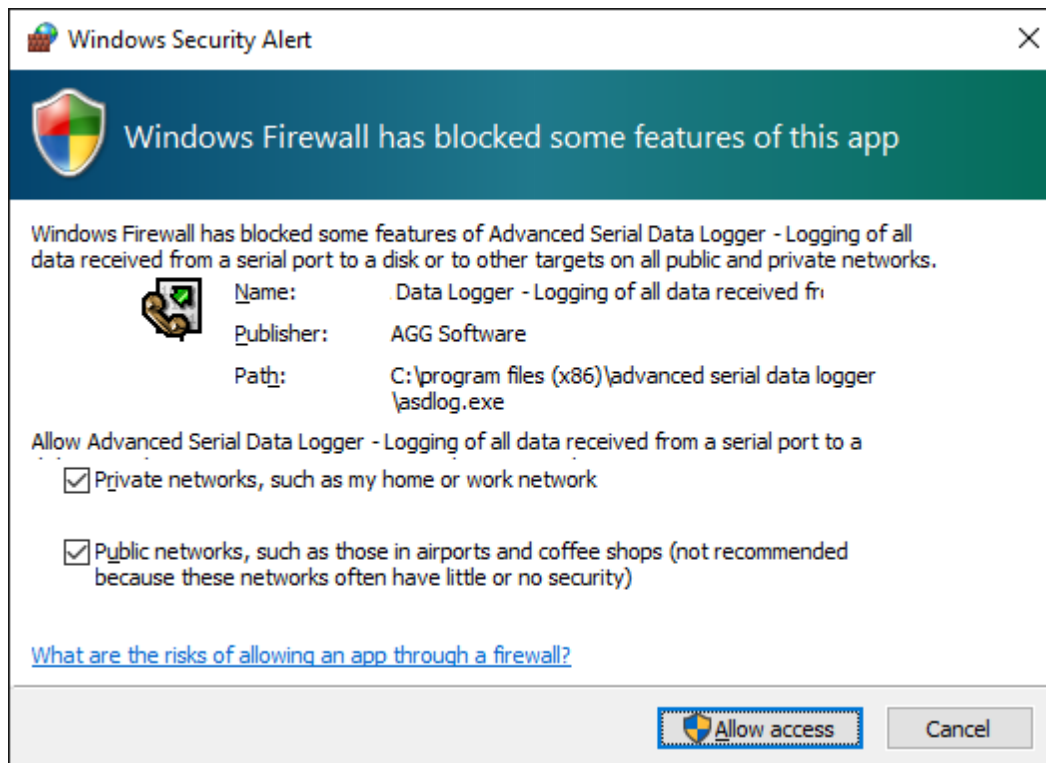 Windows Security Alert
Windows Firewall has blocked some features of this app
Windows Firewall has blocked some features of Advanced Serial Data Logger - Logging of all
data received from a serial port to a disk or to other targets on all public and private networks.
Name: Data Logger - Logging of all data received
Publisher: AGG Software
Path: C:\program files (x86)\advanced serial data logger
\asdlog.exe
Allow Advanced Serial Data Logger - Logging of all data received from a serial port to a
Private networks, such as my home or work network
Public networks, such as those in airports and coffee shops (not recommended
because these networks often have little or no security)
What are the risks of allowing an app through a firewall?
Allow access Cancel